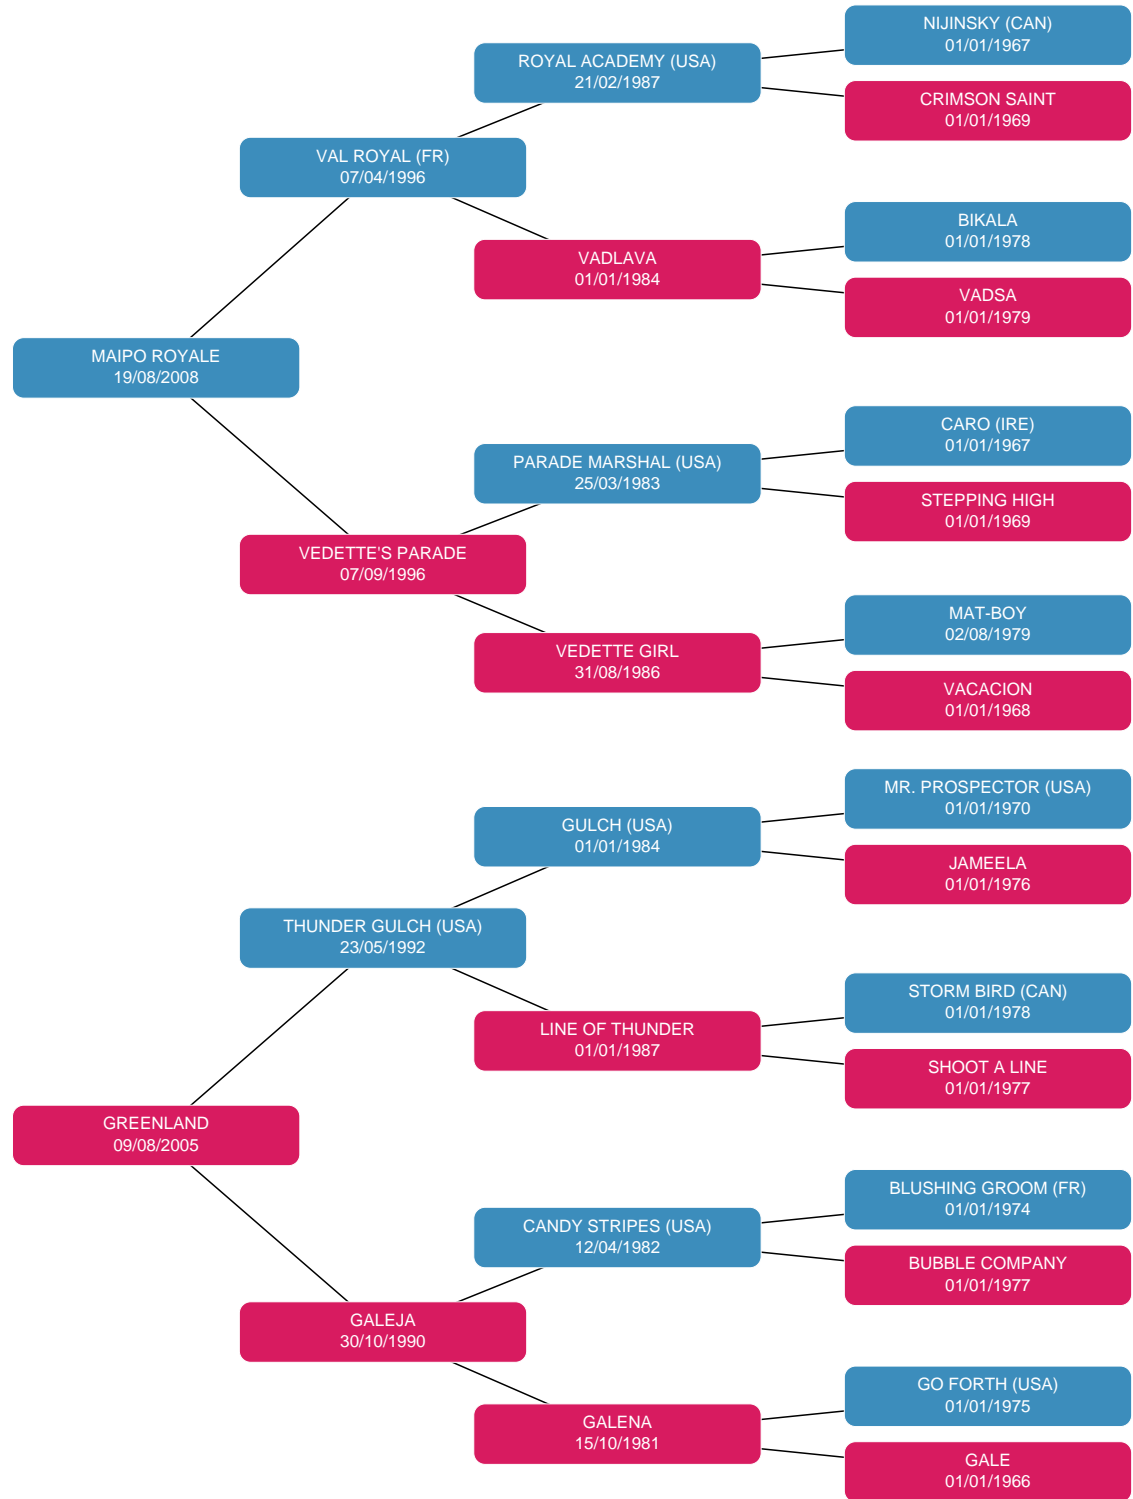 NIJINSKY (CAN)
01/01/1967
ROYAL ACADEMY (USA)
21/02/1987
CRIMSON SAINT
01/01/1969
VAL ROYAL (FR)
07/04/1996
BIKALA
01/01/1978
VADLAVA
01/01/1984
VADSA
01/01/1979
MAIPO ROYALE
19/08/2008
CARO (IRE)
01/01/1967
PARADE MARSHAL (USA)
25/03/1983
STEPPING HIGH
01/01/1969
VEDETTE'S PARADE
07/09/1996
MAT-BOY
02/08/1979
VEDETTE GIRL
31/08/1986
VACACION
01/01/1968
MR. PROSPECTOR (USA)
01/01/1970
GULCH (USA)
01/01/1984
JAMEELA
01/01/1976
THUNDER GULCH (USA)
23/05/1992
STORM BIRD (CAN)
01/01/1978
LINE OF THUNDER
01/01/1987
SHOOT A LINE
01/01/1977
GREENLAND
09/08/2005
BLUSHING GROOM (FR)
01/01/1974
CANDY STRIPES (USA)
12/04/1982
BUBBLE COMPANY
01/01/1977
GALEJA
30/10/1990
GO FORTH (USA)
01/01/1975
GALENA
15/10/1981
GALE
01/01/1966